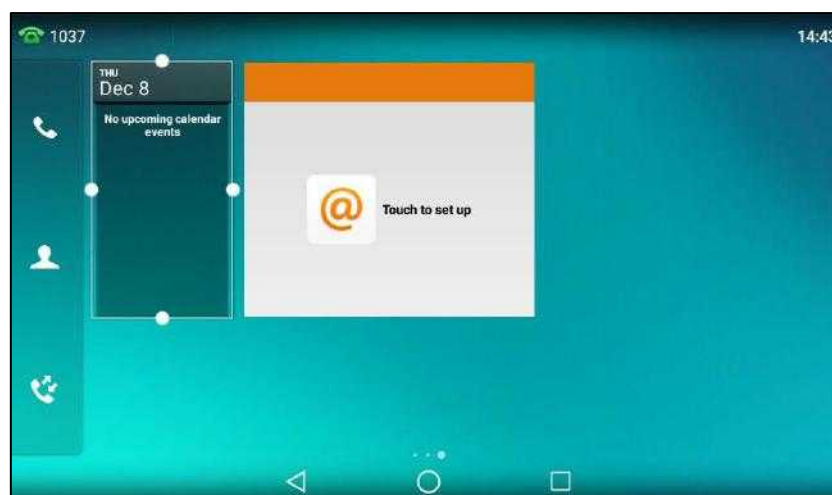 1037
14:43
THU
Dec 8
No upcoming calendar
events
@
Touch to set up